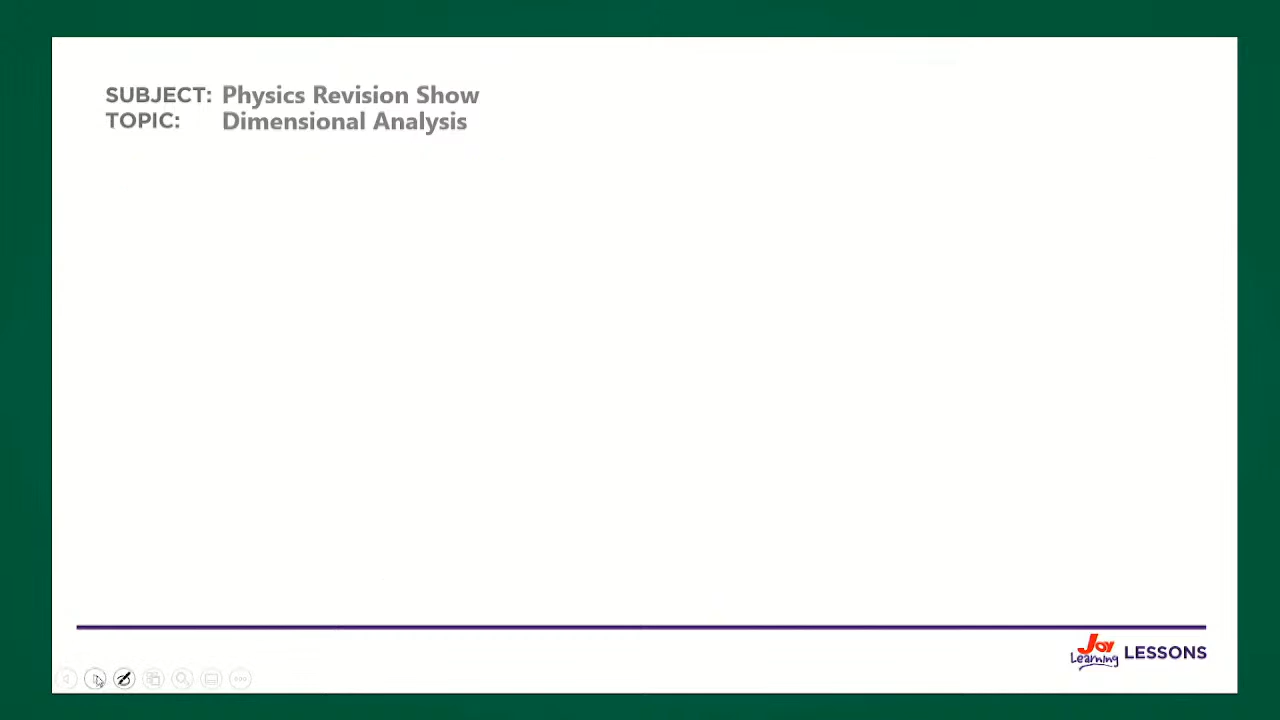 SUBJECT: Physics Revision Show
TOPIC: Dimensional Analysis
Joy
Learning LESSONS